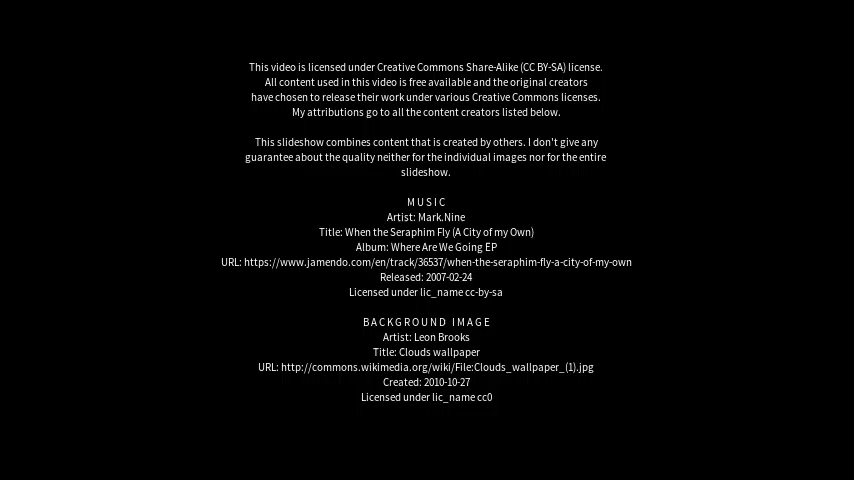 This video is licensed under Creative Commons Share-Alike (CC BY-SA) license.
All content used in this video is free available and the original creators
have chosen to release their work under various Creative Commons licenses.
My attributions go to all the content creators listed below.
This slideshow combines content that is created by others. I don't give any
guarantee about the quality neither for the individual images nor for the entire
slideshow.
MUSIC
Artist: Mark.Nine
Title: When the Seraphim Fly (A City of my Own)
Album: Where Are We Going EP
URL: https://www.jamendo.com/en/track/36537/when-the-seraphim-fly-a-city-of-my-own
Released: 2007-02-24
Licensed under lic_name cc-by-sa
BACKGROUND IMAGE
Artist: Leon Brooks
Title: Clouds wallpaper
URL: http://commons.wikimedia.org/wiki/File:Clouds_wallpaper_(1).jpg
Created: 2010-10-27
Licensed under lic_name cc0